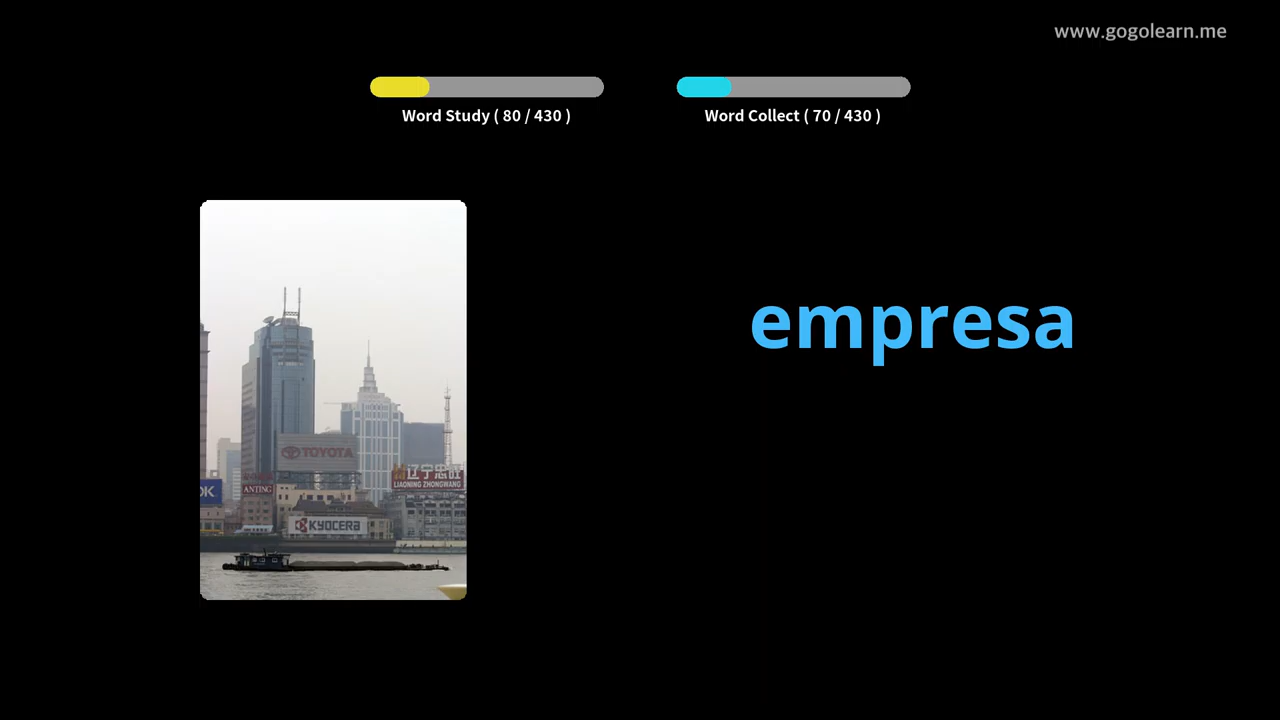 www.gogolearn.me
Word Study ( 80 / 430 )
Word Collect ( 70 / 430 )
empresa
TOYOTA
辽宁忠旺
LIAONING ZHONGWANG
OK
ANTING
KYOCERA